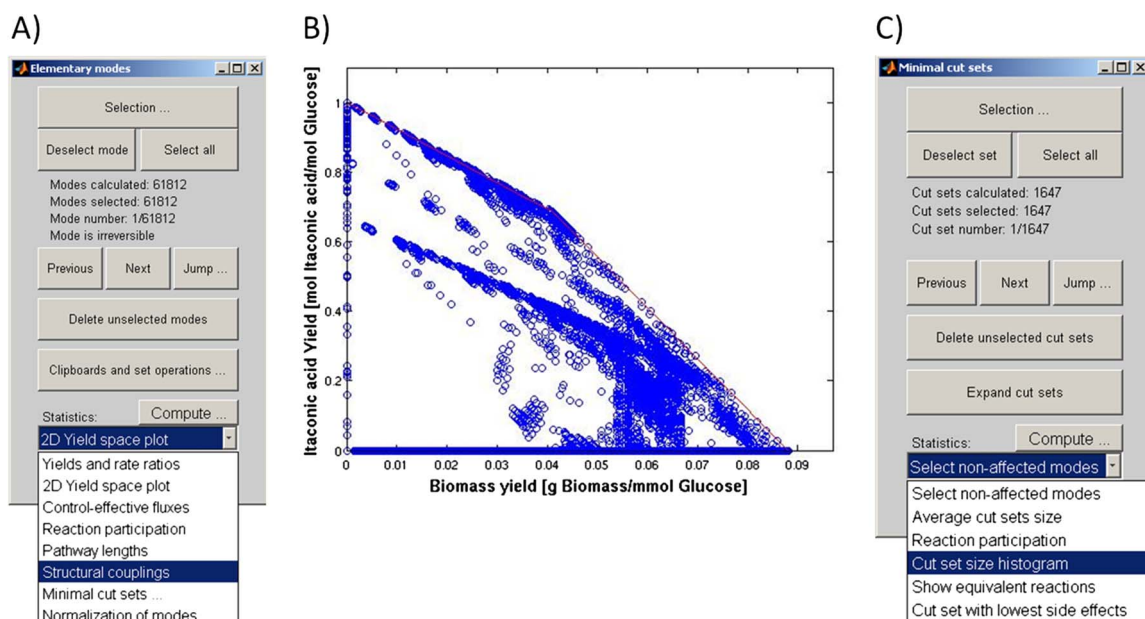 A)
Elementary modes
Selection ...
Deselect mode
Select all
Modes calculated: 61812
Modes selected: 61812
Mode number: 1/61812
Mode is irreversible
Previous
Next
Jump ...
Delete unselected modes
Clipboards and set operations ...
Statistics:
Compute ...
2D Yield space plot
Yields and rate ratios
2D Yield space plot
Control-effective fluxes
Reaction participation
Pathway lengths
Structural couplings
Minimal cut sets ...
Normalization of modes
B)
Itaconic acid Yield [mol Itaconic acid/mol Glucose]
1
0.8
0.6
0.4
0.2
0
0 0.01 0.02 0.03 0.04 0.05 0.06 0.07 0.08 0.09
Biomass yield [g Biomass/mmol Glucose]
C)
Minimal cut sets
Selection ...
Deselect set
Select all
Cut sets calculated: 1647
Cut sets selected: 1647
Cut set number: 1/1647
Previous
Next
Jump ...
Delete unselected cut sets
Expand cut sets
Statistics:
Compute ...
Select non-affected modes
Select non-affected modes
Average cut sets size
Reaction participation
Cut set size histogram
Show equivalent reactions
Cut set with lowest side effects